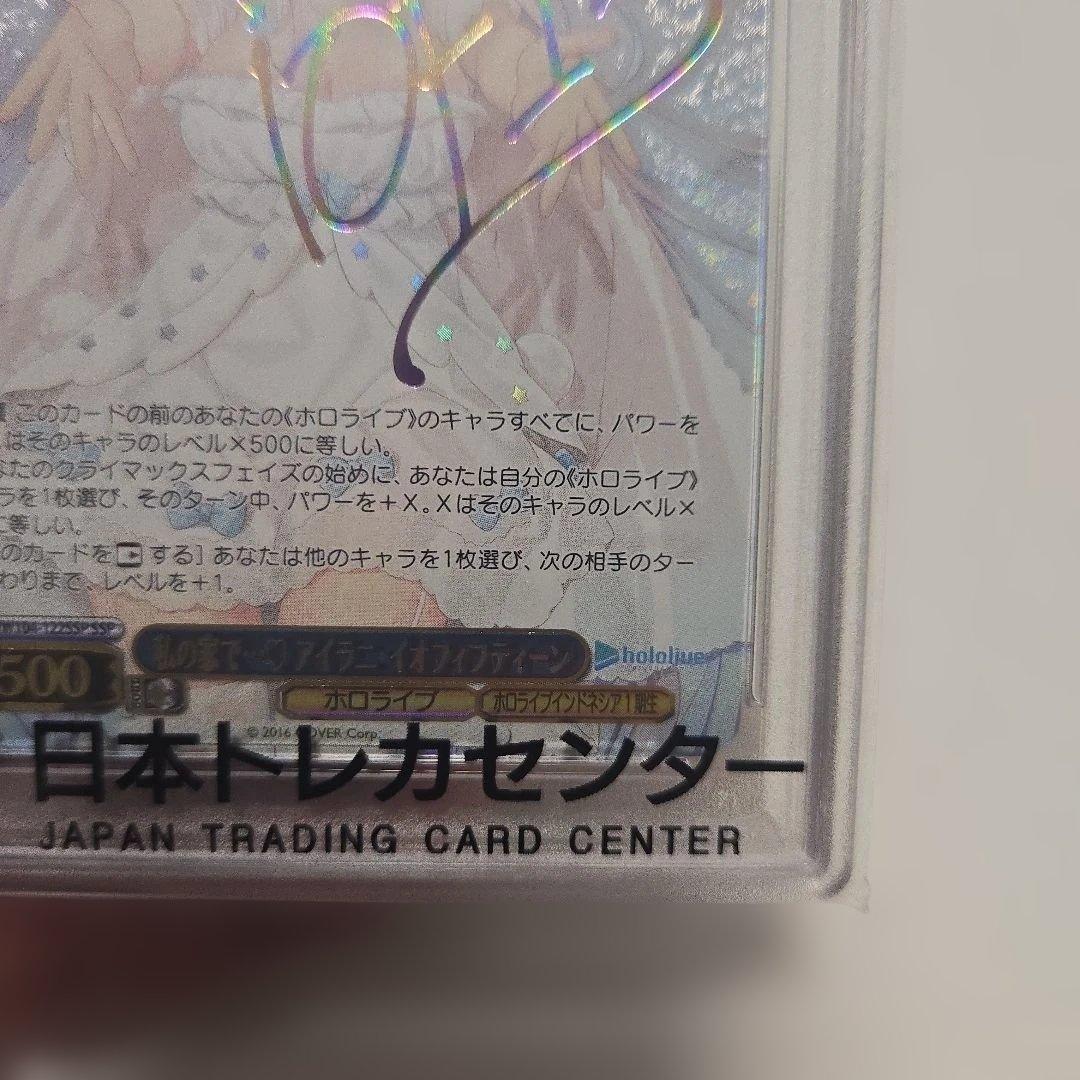 このカードの前のあなたの《ホロライブ》のキャラすべてに、パワーを
はそのキャラのレベル×500に等しい。
たのクライマックスフェイズの始めに、あなたは自分の《ホロライブ》
ラを1枚選び、そのターン中、パワーを＋X。Xはそのキャラのレベル×
に等しい。
のカードを する］あなたは他のキャラを1枚選び、次の相手のター
わりまで、レベルを＋1。
104-122SSP SSP
500
私の家で…♡ アイラニ・イオフィフティーン
hololive
ホロライブ
ホロライブインドネシア1期生
© 2016 COVER Corp.
日本トレカセンター
JAPAN TRADING CARD CENTER